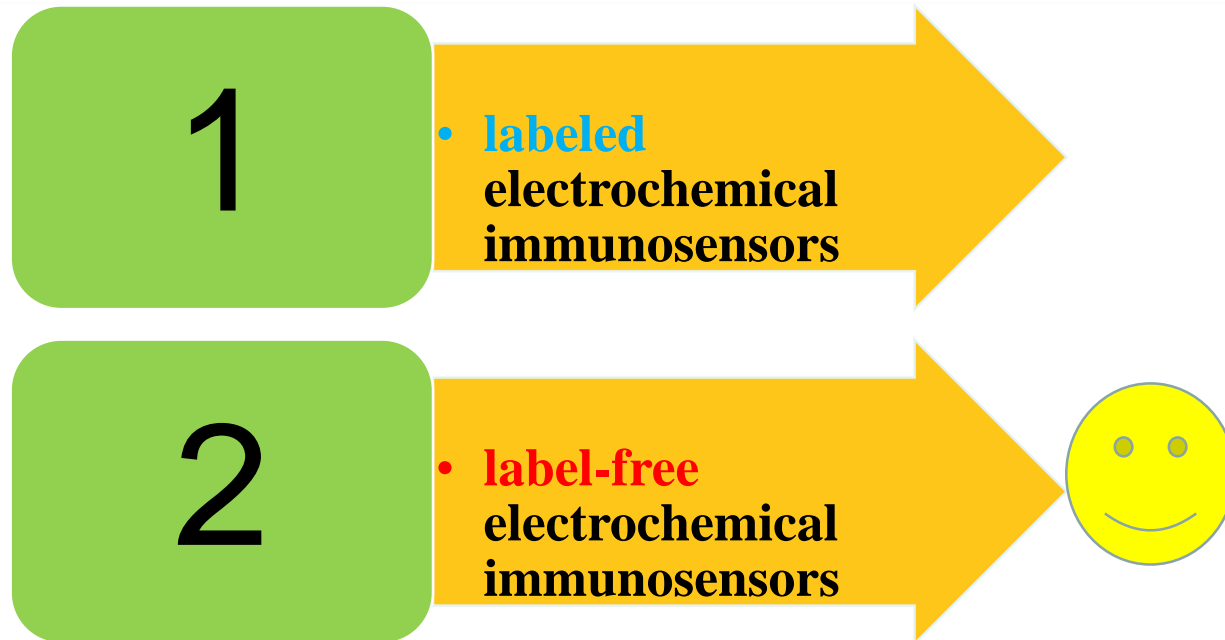 1
• labeled
electrochemical
immunosensors
2
• label-free
electrochemical
immunosensors